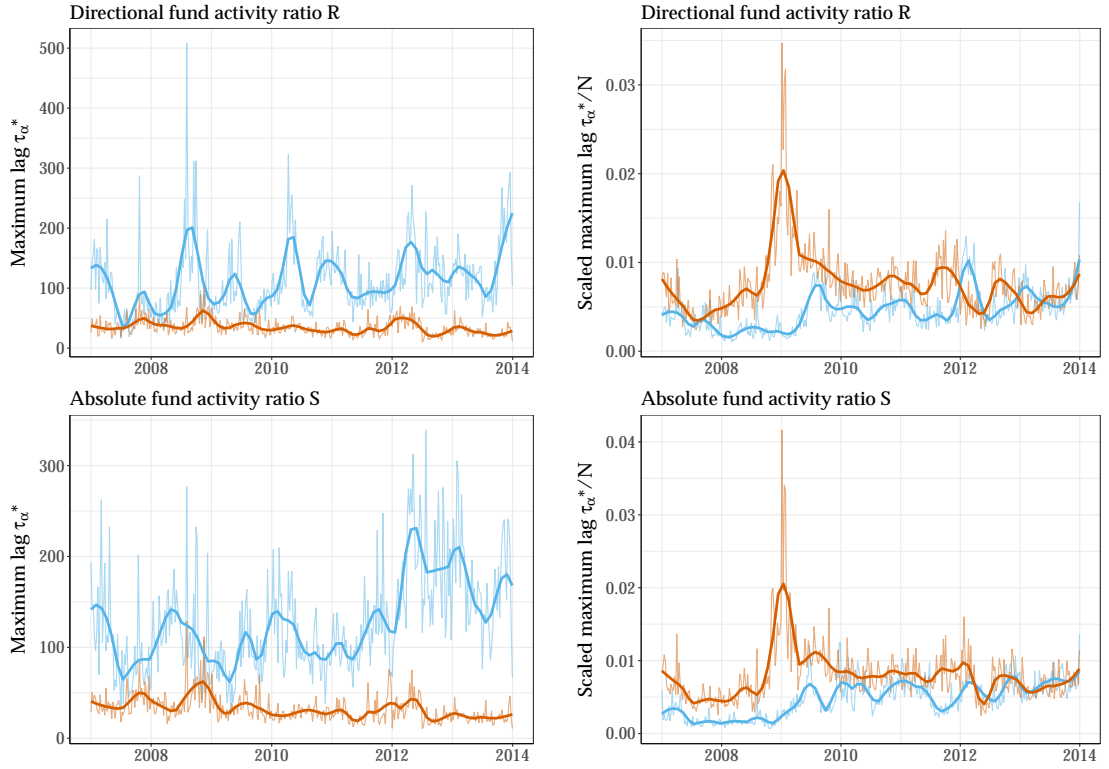 Directional fund activity ratio R
Maximum lag τα*
500
400
300
200
100
0
2008 2010 2012 2014
Directional fund activity ratio R
Scaled maximum lag τα*/N
0.03
0.02
0.01
0.00
2008 2010 2012 2014
Absolute fund activity ratio S
Maximum lag τα*
300
200
100
0
2008 2010 2012 2014
Absolute fund activity ratio S
Scaled maximum lag τα*/N
0.04
0.03
0.02
0.01
0.00
2008 2010 2012 2014